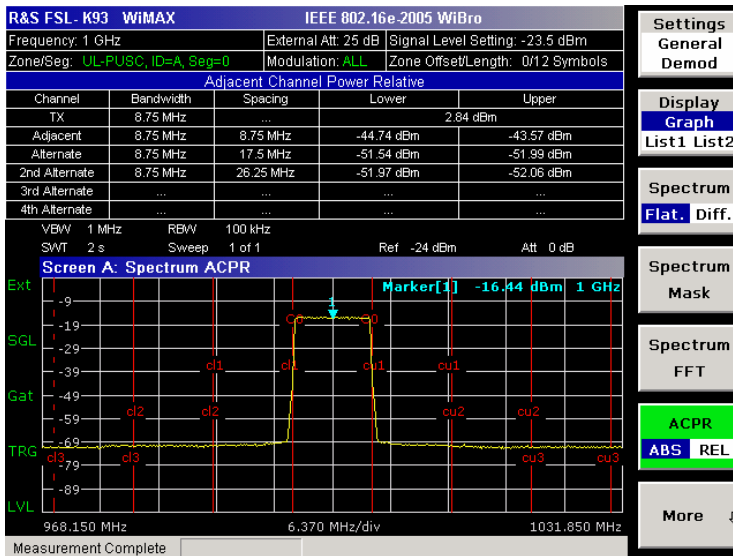 R&S FSL- K93 WiMAX IEEE 802.16e-2005 WiBro
Frequency: 1 GHz External Att: 25 dB Signal Level Setting: -23.5 dBm
Zone/Seg: UL-PUSC, ID=A, Seg=0 Modulation: ALL Zone Offset/Length: 0/12 Symbols
Adjacent Channel Power Relative
Channel Bandwidth Spacing Lower Upper
TX 8.75 MHz ... 2.84 dBm
Adjacent 8.75 MHz 8.75 MHz -44.74 dBm -43.57 dBm
Alternate 8.75 MHz 17.5 MHz -51.54 dBm -51.99 dBm
2nd Alternate 8.75 MHz 26.25 MHz -51.97 dBm -52.06 dBm
3rd Alternate ... ... ... ...
4th Alternate ... ... ... ...
VBW 1 MHz RBW 100 kHz
SWT 2 s Sweep 1 of 1 Ref -24 dBm Att 0 dB
Screen A: Spectrum ACPR
Ext
Marker[1] -16.44 dBm 1 GHz
-9
1
-19 C0 C0
SGL
-29
cl1 cl1 cu1 cu1
-39
Gat
-49
cl2 cl2 cu2 cu2
-59
-69
TRG
cl3 cl3 cu3 cu3
-79
-89
LVL
968.150 MHz 6.370 MHz/div 1031.850 MHz
Measurement Complete
Settings
General
Demod
Display
Graph
List1 List2
Spectrum
Flat. Diff.
Spectrum
Mask
Spectrum
FFT
ACPR
ABS REL
More